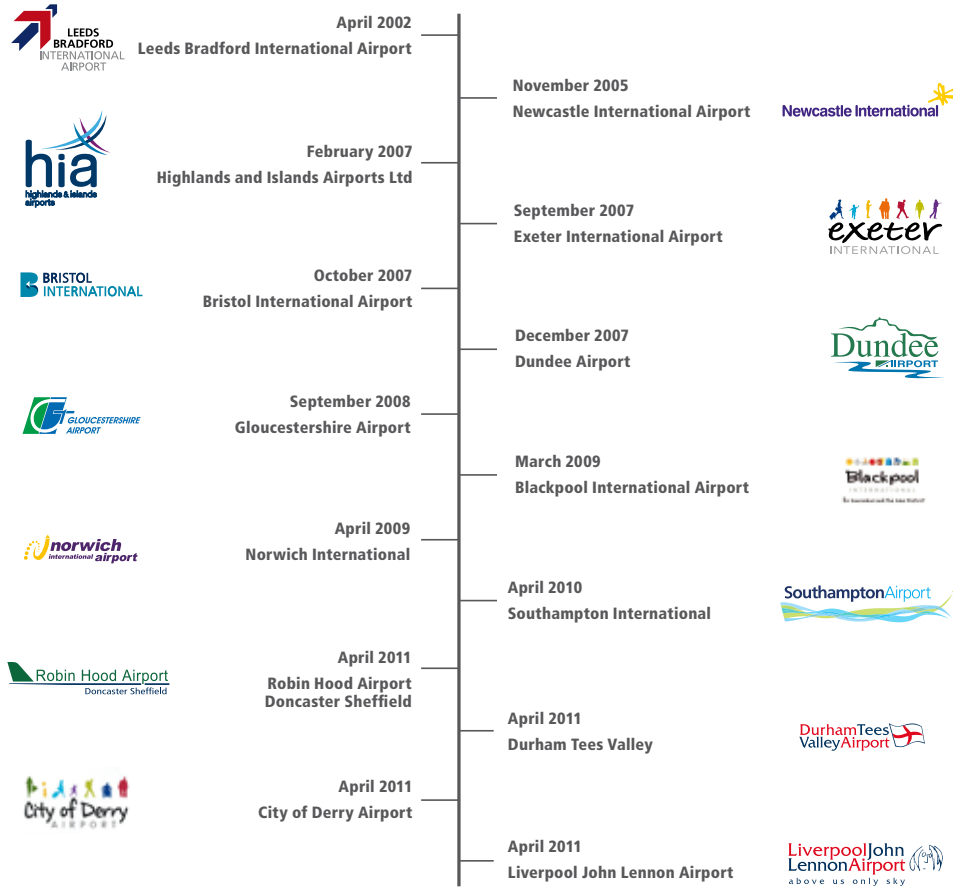 LEEDS
BRADFORD
INTERNATIONAL
AIRPORT
April 2002
Leeds Bradford International Airport
November 2005
Newcastle International Airport
Newcastle International
hia
highlands & islands
airports
February 2007
Highlands and Islands Airports Ltd
September 2007
Exeter International Airport
exeter
INTERNATIONAL
BRISTOL
INTERNATIONAL
October 2007
Bristol International Airport
December 2007
Dundee Airport
Dundee
AIRPORT
GLOUCESTERSHIRE
AIRPORT
September 2008
Gloucestershire Airport
March 2009
Blackpool International Airport
Blackpool
INTERNATIONAL
norwich
international airport
April 2009
Norwich International
April 2010
Southampton International
SouthamptonAirport
Robin Hood Airport
Doncaster Sheffield
April 2011
Robin Hood Airport
Doncaster Sheffield
April 2011
Durham Tees Valley
DurhamTees
ValleyAirport
City of Derry
AIRPORT
April 2011
City of Derry Airport
April 2011
Liverpool John Lennon Airport
LiverpoolJohn
LennonAirport
above us only sky